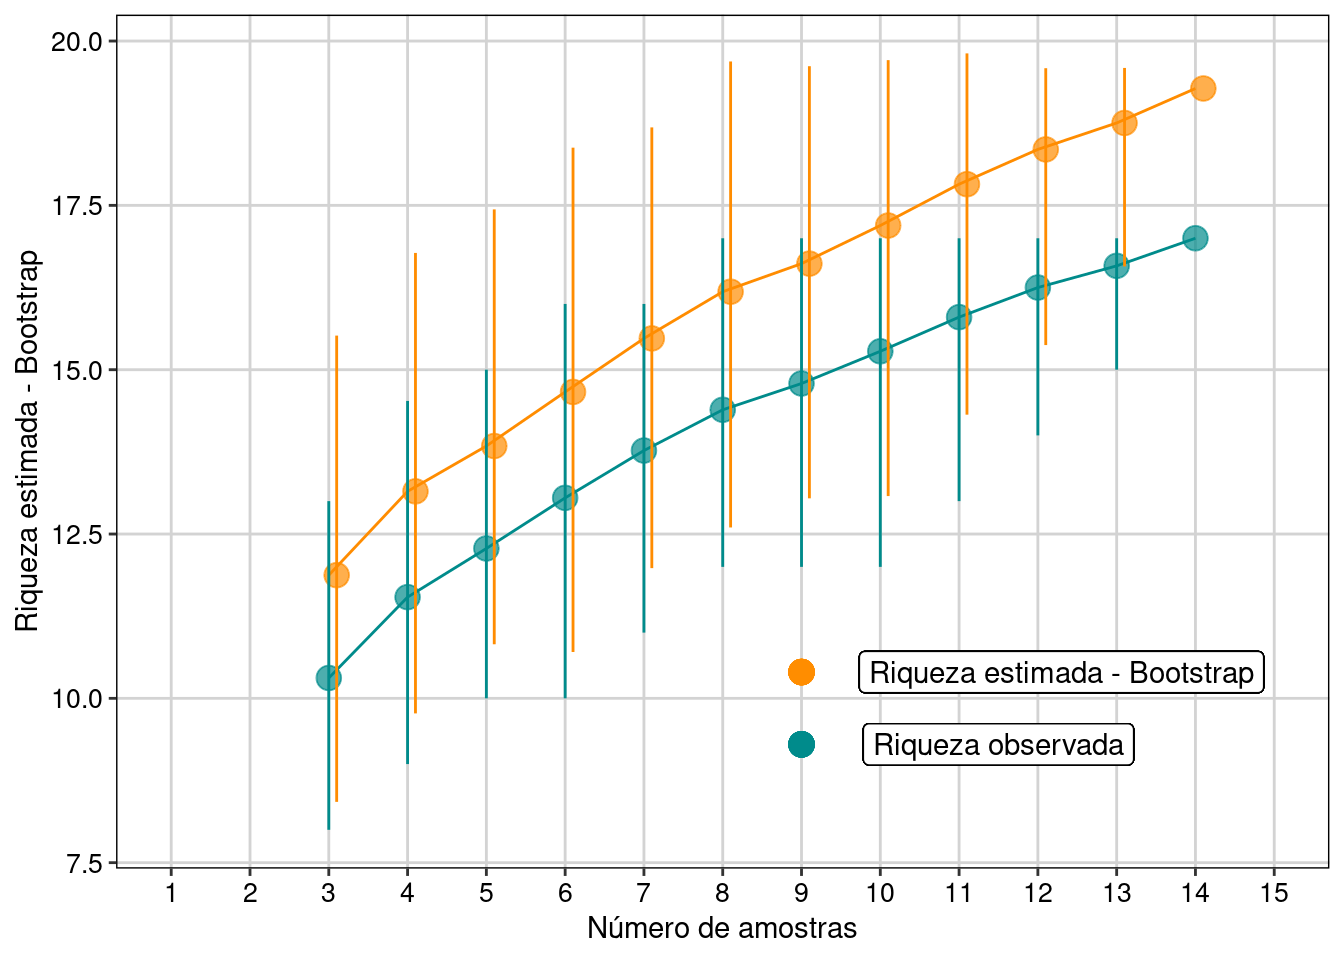 Riqueza estimada - Bootstrap
20.0
17.5
15.0
12.5
10.0
7.5
Riqueza estimada - Bootstrap
Riqueza observada
1 2 3 4 5 6 7 8 9 10 11 12 13 14 15
Número de amostras